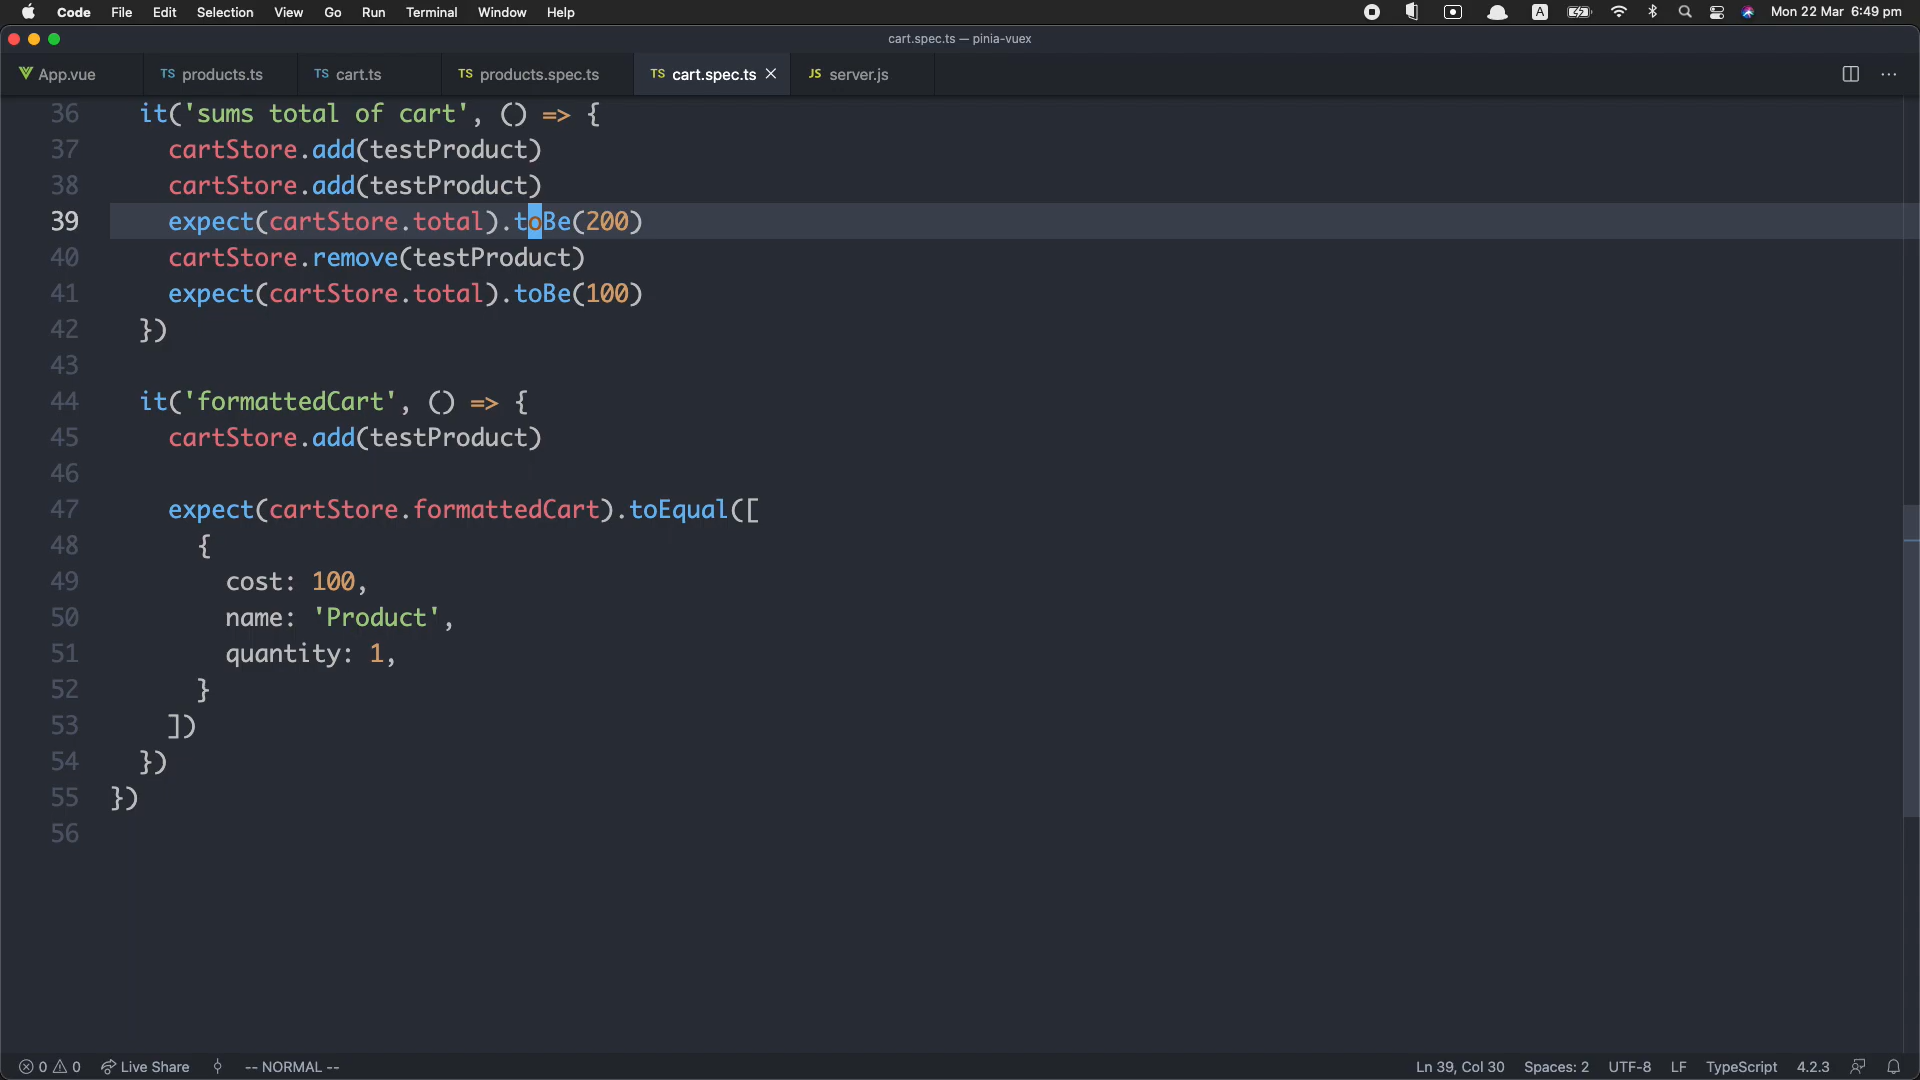 Code File Edit Selection View Go Run Terminal Window Help A Mon 22 Mar 6:49 pm
cart.spec.ts — pinia-vuex
App.vue TS products.ts TS cart.ts TS products.spec.ts TS cart.spec.ts JS server.js
36 it('sums total of cart', () => {
37 cartStore.add(testProduct)
38 cartStore.add(testProduct)
39 expect(cartStore.total).toBe(200)
40 cartStore.remove(testProduct)
41 expect(cartStore.total).toBe(100)
42 })
43
44 it('formattedCart', () => {
45 cartStore.add(testProduct)
46
47 expect(cartStore.formattedCart).toEqual([
48 {
49 cost: 100,
50 name: 'Product',
51 quantity: 1,
52 }
53 ])
54 })
55 })
56
0 0 Live Share -- NORMAL -- Ln 39, Col 30 Spaces: 2 UTF-8 LF TypeScript 4.2.3